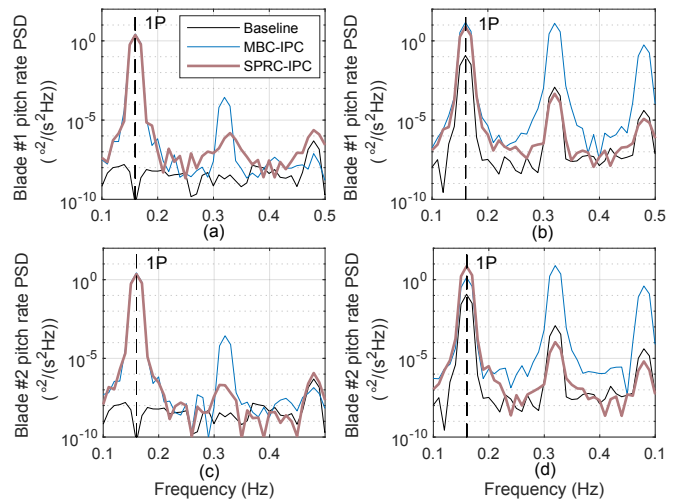 1P
Baseline
MBC-IPC
SPRC-IPC
Blade #1 pitch rate PSD
(°²/(s²Hz))
10⁰
10⁻⁵
10⁻¹⁰
0.1 0.2 0.3 0.4 0.5
(a)
1P
Blade #1 pitch rate PSD
(°²/(s²Hz))
10⁰
10⁻⁵
10⁻¹⁰
0.1 0.2 0.3 0.4 0.5
(b)
1P
Blade #2 pitch rate PSD
(°²/(s²Hz))
10⁰
10⁻⁵
10⁻¹⁰
0.1 0.2 0.3 0.4 0.5
(c)
Frequency (Hz)
1P
Blade #2 pitch rate PSD
(°²/(s²Hz))
10⁰
10⁻⁵
10⁻¹⁰
0.1 0.2 0.3 0.4 0.1
(d)
Frequency (Hz)